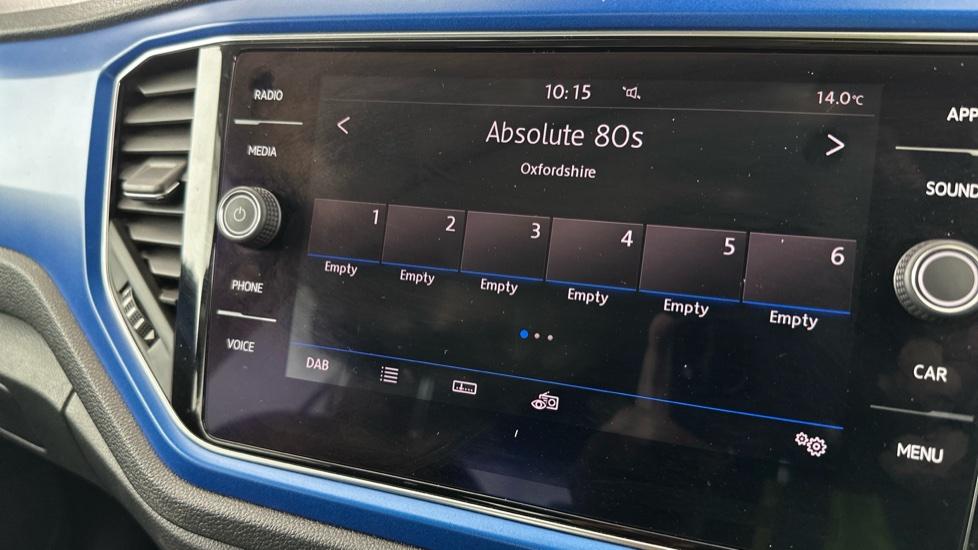 RADIO
MEDIA
PHONE
VOICE
10:15
14.0°C
Absolute 80s
Oxfordshire
1 2 3 4 5 6
Empty Empty Empty Empty Empty Empty
DAB
APP
SOUND
CAR
MENU